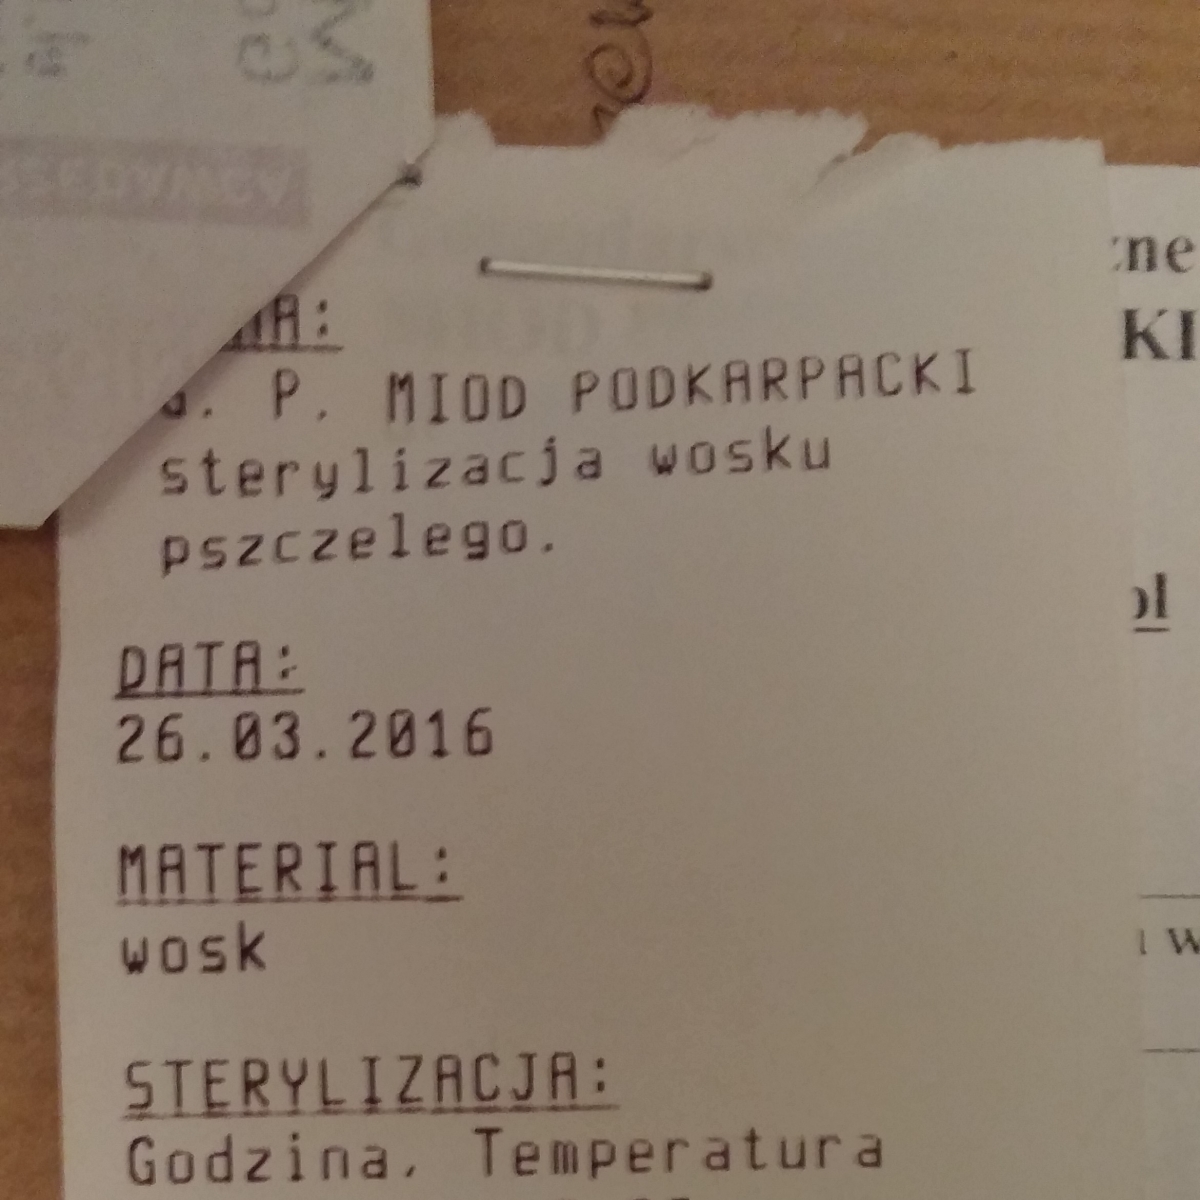 P. MIOD PODKARPACKI
sterylizacja wosku
pszczelego.
DATA:
26.03.2016
MATERIAL:
wosk
STERYLIZACJA:
Godzina, Temperatura